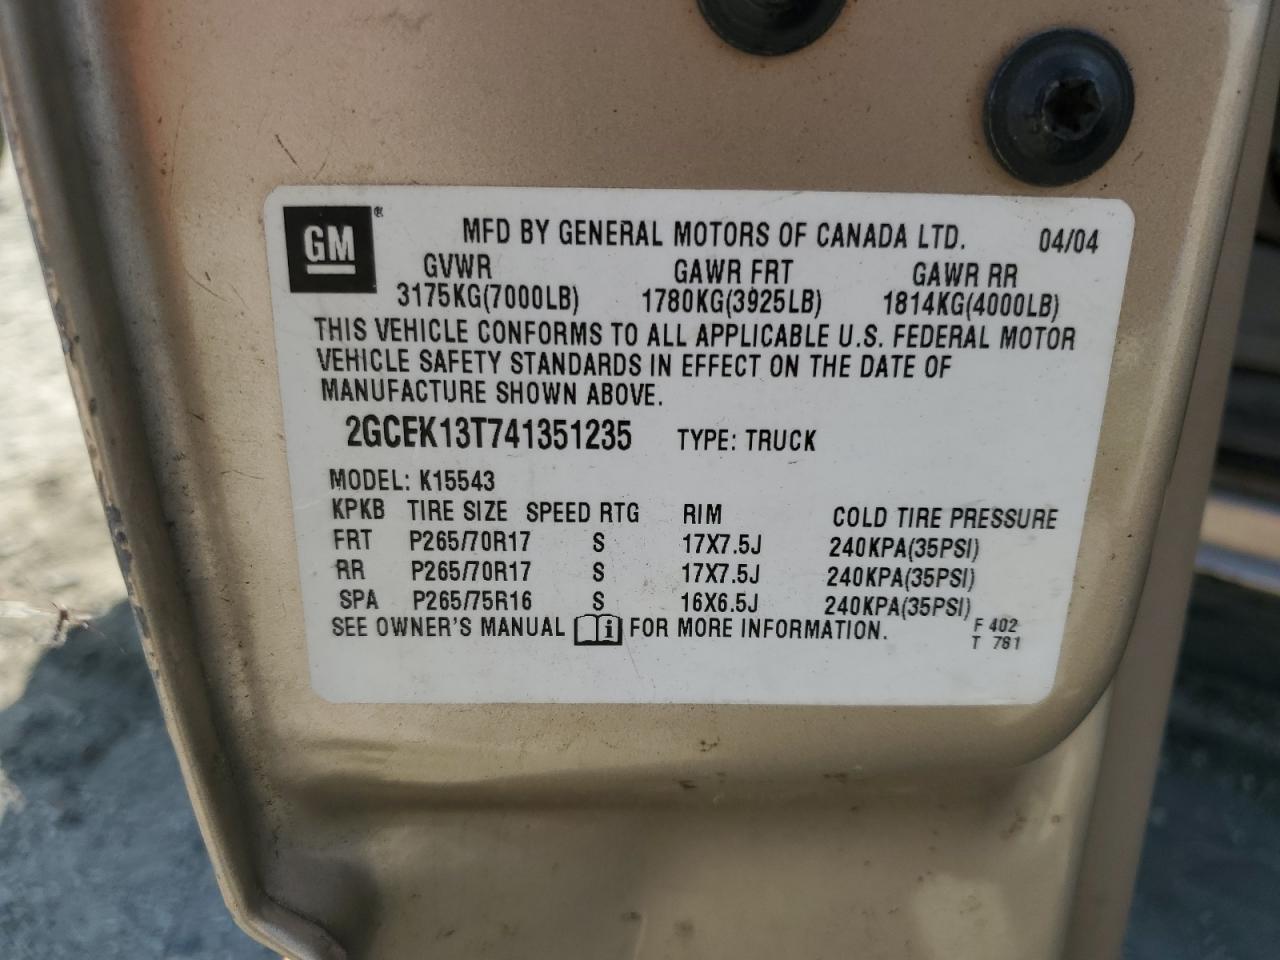 GM ®
MFD BY GENERAL MOTORS OF CANADA LTD. 04/04
GVWR GAWR FRT GAWR RR
3175KG(7000LB) 1780KG(3925LB) 1814KG(4000LB)
THIS VEHICLE CONFORMS TO ALL APPLICABLE U.S. FEDERAL MOTOR
VEHICLE SAFETY STANDARDS IN EFFECT ON THE DATE OF
MANUFACTURE SHOWN ABOVE.
2GCEK13T741351235 TYPE: TRUCK
MODEL: K15543
KPKB TIRE SIZE SPEED RTG RIM COLD TIRE PRESSURE
FRT P265/70R17 S 17X7.5J 240KPA(35PSI)
RR P265/70R17 S 17X7.5J 240KPA(35PSI)
SPA P265/75R16 S 16X6.5J 240KPA(35PSI)
SEE OWNER'S MANUAL i FOR MORE INFORMATION. F 402
T 781